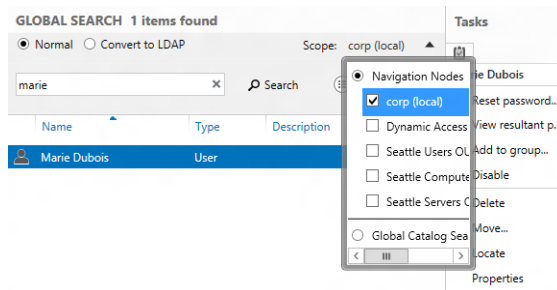 GLOBAL SEARCH 1 items found
Tasks
Normal Convert to LDAP Scope: corp (local)
marie
Search
Name Type Description
Marie Dubois User
Navigation Nodes
corp (local)
Dynamic Access
Seattle Users OU
Seattle Compute
Seattle Servers
Global Catalog Sea
Dubois
Reset password...
View resultant p..
Add to group...
Disable
Delete
Move...
Locate
Properties